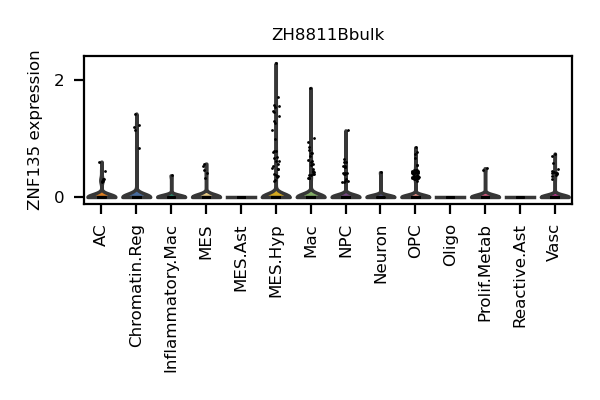 ZH8811Bbulk
ZNF135 expression
2
0
AC
Chromatin.Reg
Inflammatory.Mac
MES
MES.Ast
MES.Hyp
Mac
NPC
Neuron
OPC
Oligo
Prolif.Metab
Reactive.Ast
Vasc